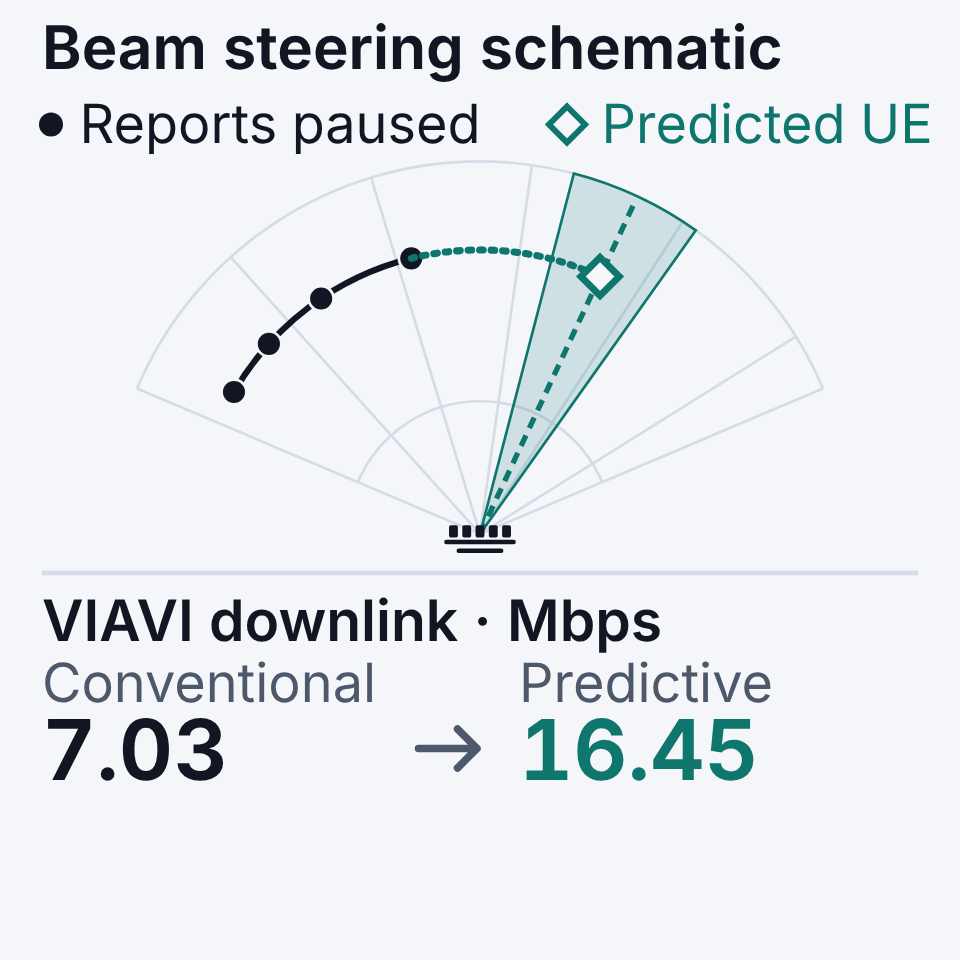 Beam steering schematic
Reports paused
Predicted UE
VIAVI downlink · Mbps
Conventional
Predictive
7.03 → 16.45